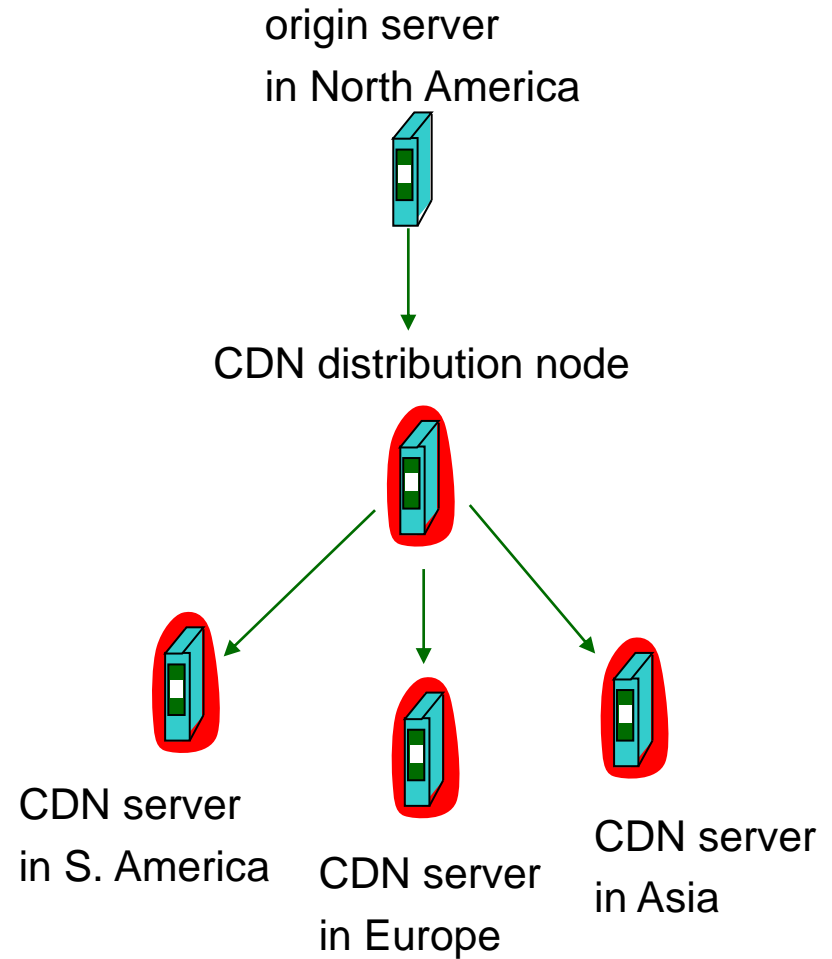 origin server
in North America
CDN distribution node
CDN server
in S. America
CDN server
in Europe
CDN server
in Asia